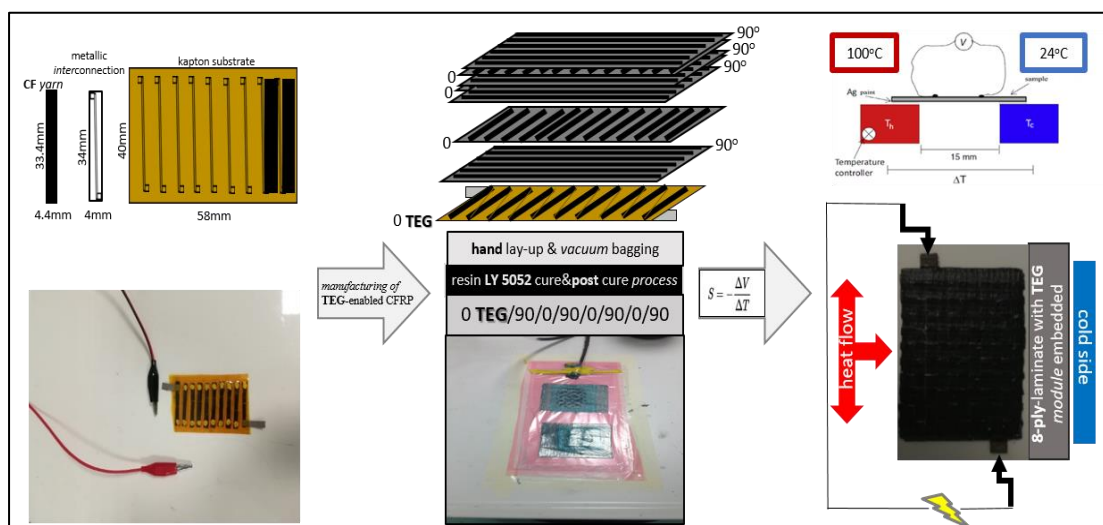 metallic
interconnection
CF yarn
kapton substrate
33.4mm
34mm
40mm
4.4mm
4mm
58mm
manufacturing of
TEG-enabled CFRP
90°
90°
90°
0
0
0
90°
0 TEG
hand lay-up & vacuum bagging
resin LY 5052 cure&post cure process
0 TEG/90/0/90/0/90/0/90
S = - ΔV / ΔT
100°C
24°C
V
Ag paint
sample
Th
Tc
Temperature
controller
15 mm
ΔT
heat flow
8-ply-laminate with TEG
module embedded
cold side